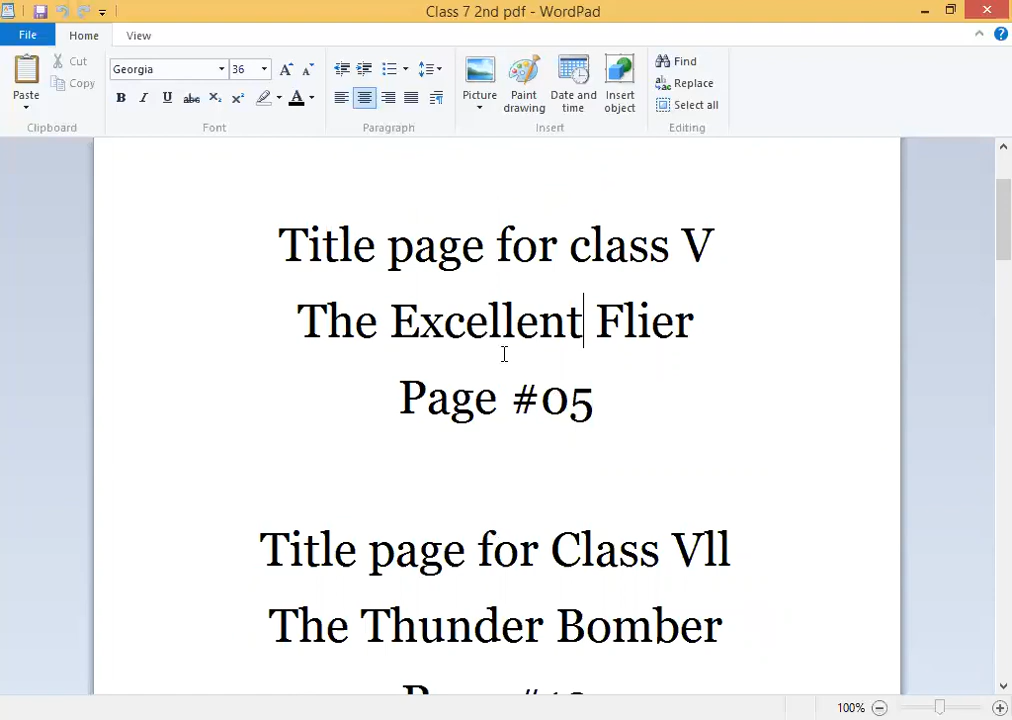 Class 7 2nd pdf - WordPad
File
Home
View
Paste
Cut
Copy
Clipboard
Georgia
36
Font
Paragraph
Picture
Paint drawing
Date and time
Insert object
Insert
Find
Replace
Select all
Editing
Title page for class V
The Excellent Flier
Page #05
Title page for Class Vll
The Thunder Bomber
100%